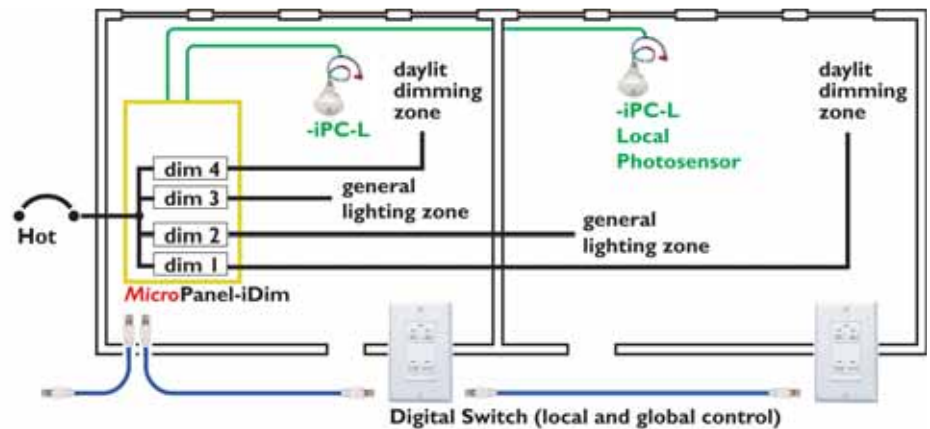 daylit
dimming
zone
-iPC-L
daylit
dimming
zone
-iPC-L
Local
Photosensor
dim 4
dim 3
dim 2
dim 1
general
lighting zone
general
lighting zone
Hot
MicroPanel-iDim
Digital Switch (local and global control)